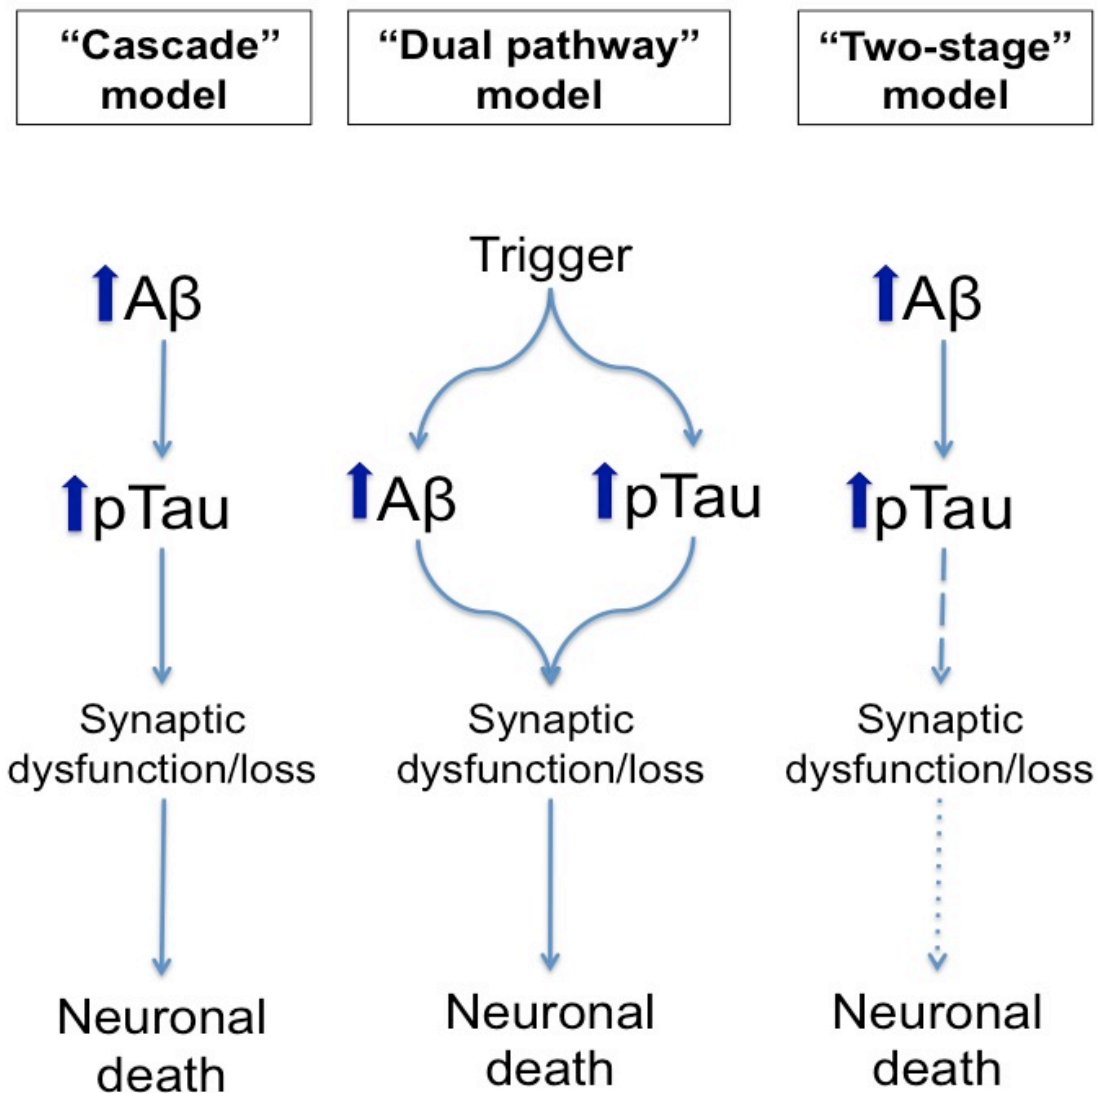 “Cascade”
model
“Dual pathway”
model
“Two-stage”
model
Aβ
pTau
Synaptic
dysfunction/loss
Neuronal
death
Trigger
Aβ
pTau
Synaptic
dysfunction/loss
Neuronal
death
Aβ
pTau
Synaptic
dysfunction/loss
Neuronal
death